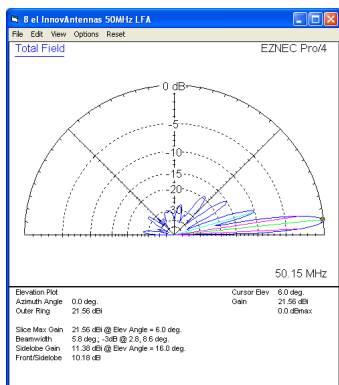 8 el InnovAntennas 50MHz LFA
File Edit View Options Reset
Total Field
EZNEC Pro/4
0 dB
-5
-10
-15
-20
-30
50.15 MHz
Elevation Plot
Cursor Elev 6.0 deg.
Azimuth Angle 0.0 deg.
Gain 21.56 dBi
Outer Ring 21.56 dBi
0.0 dBmax
Slice Max Gain 21.56 dBi @ Elev Angle = 6.0 deg.
Beamwidth 5.8 deg.; -3dB @ 2.8, 8.6 deg.
Sidelobe Gain 11.38 dBi @ Elev Angle = 16.0 deg.
Front/Sidelobe 10.18 dB